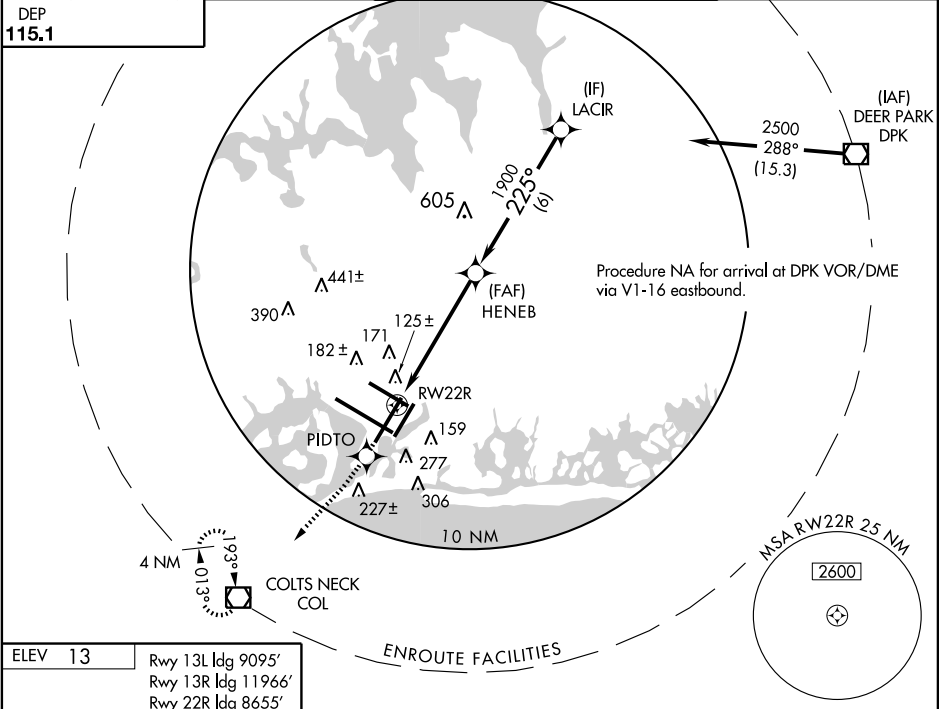 DEP
115.1
(IF)
LACIR
(IAF)
DEER PARK
DPK
2500
288°
(15.3)
1900
225°
(6)
605
Procedure NA for arrival at DPK VOR/DME
via V1-16 eastbound.
(FAF)
HENEB
441±
390
125±
171
182±
RW22R
PIDTO
159
277
306
227±
10 NM
MSA RW22R 25 NM
2600
4 NM
193°
013°
COLTS NECK
COL
ENROUTE FACILITIES
ELEV 13
Rwy 13L ldg 9095'
Rwy 13R ldg 11966'
Rwy 22R ldg 8655'